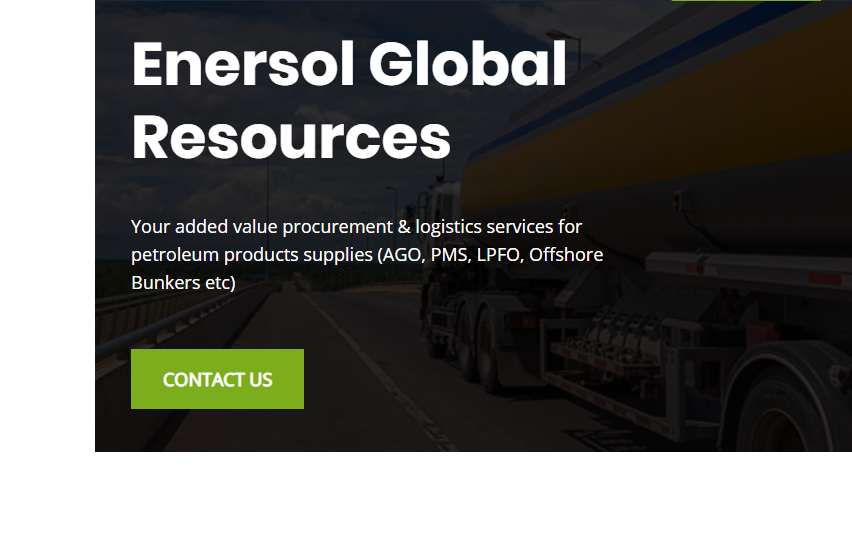 Enersol Global
Resources
Your added value procurement & logistics services for
petroleum products supplies (AGO, PMS, LPFO, Offshore
Bunkers etc)
CONTACT US